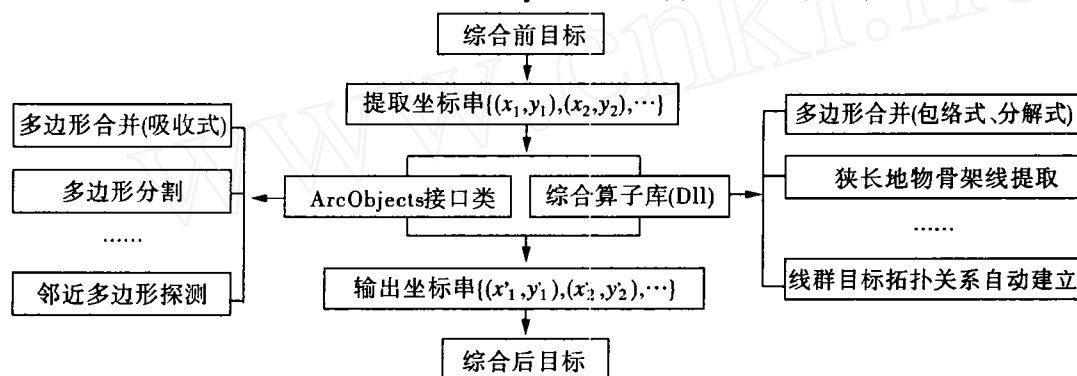 综合前目标
提取坐标串{(x₁,y₁),(x₂,y₂),…}
多边形合并(吸收式)
多边形分割
……
邻近多边形探测
ArcObjects接口类
综合算子库(Dll)
多边形合并(包络式、分解式)
狭长地物骨架线提取
……
线群目标拓扑关系自动建立
输出坐标串{(x'₁,y'₁),(x'₂,y'₂),…}
综合后目标
www.cnki.n